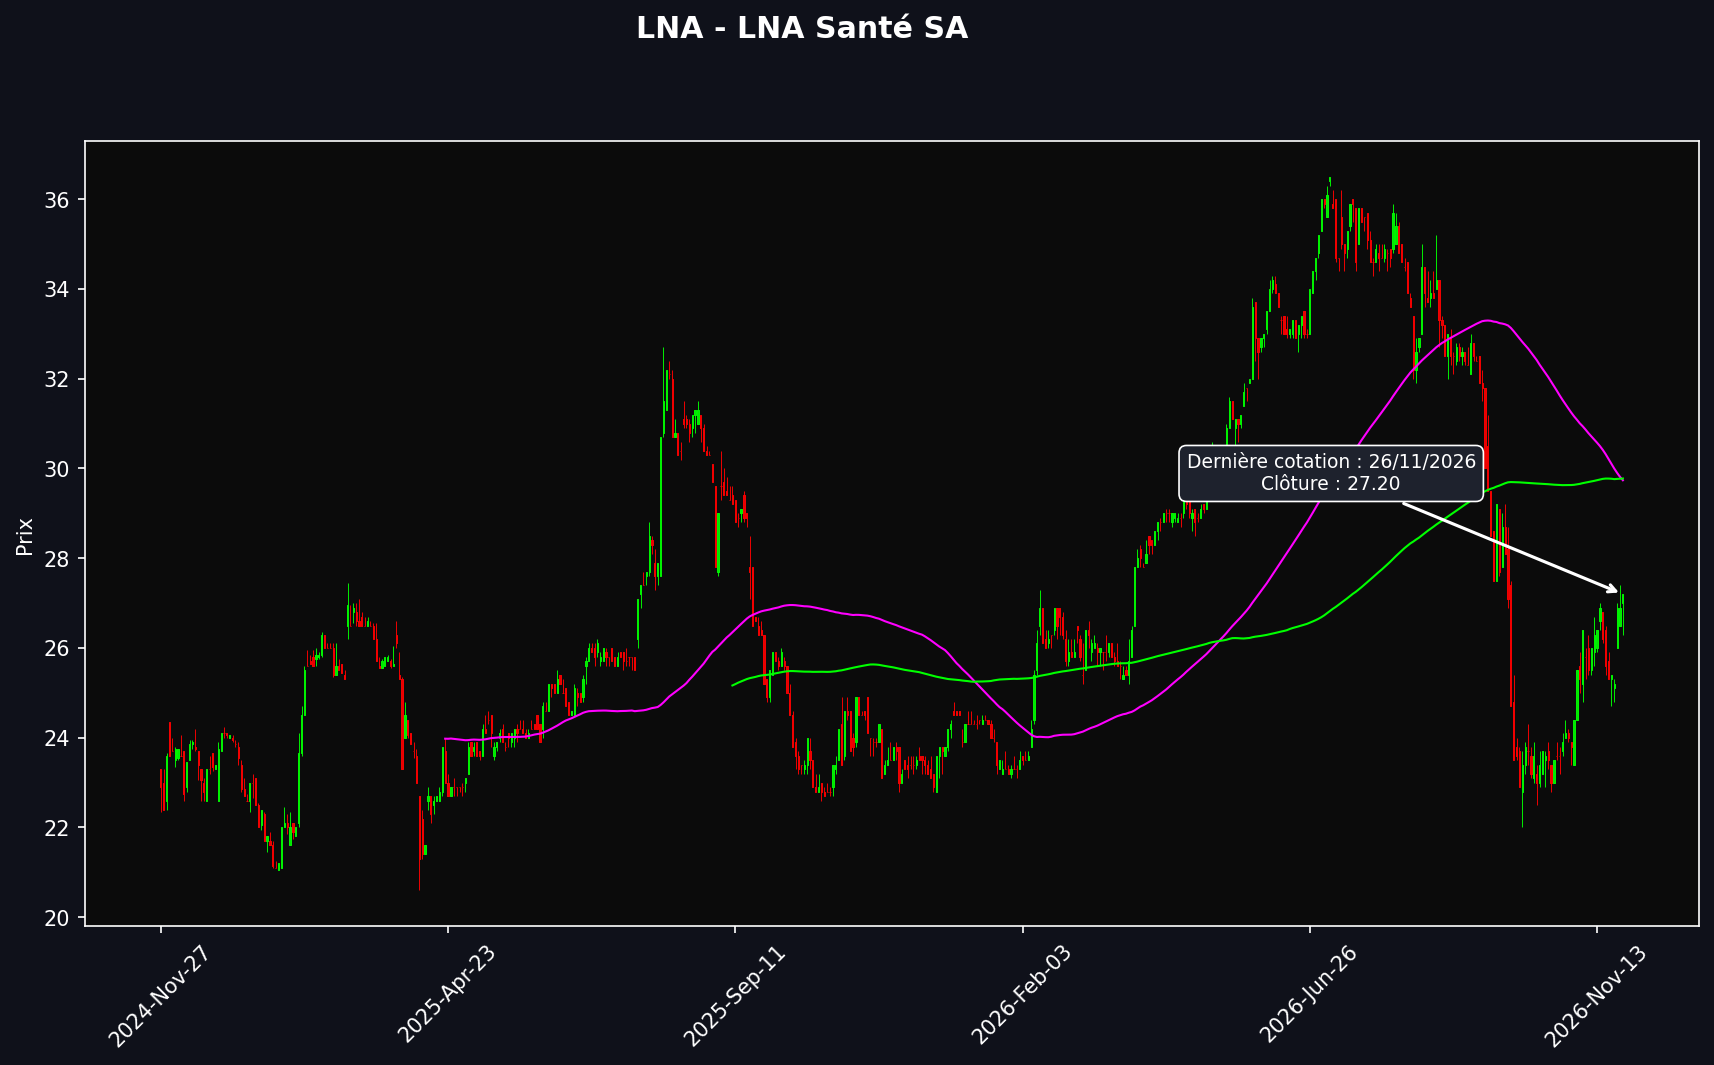 LNA - LNA Santé SA
36
34
32
30
28
26
24
22
20
Prix
Dernière cotation : 26/11/2026
Clôture : 27.20
2024-Nov-27
2025-Apr-23
2025-Sep-11
2026-Feb-03
2026-Jun-26
2026-Nov-13